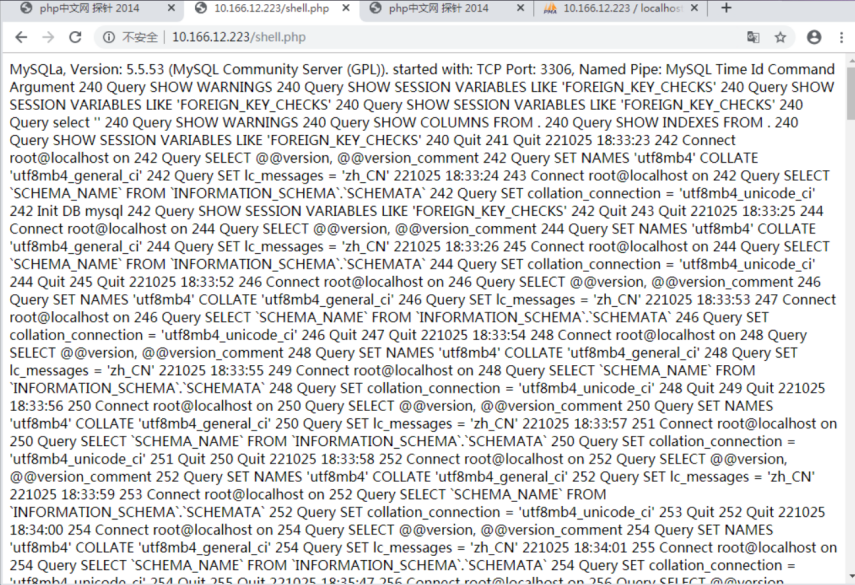 php中文网 探针 2014
10.166.12.223/shell.php
php中文网 探针 2014
10.166.12.223 / localhos
不安全 | 10.166.12.223/shell.php
MySQLa, Version: 5.5.53 (MySQL Community Server (GPL)). started with: TCP Port: 3306, Named Pipe: MySQL Time Id Command
Argument 240 Query SHOW WARNINGS 240 Query SHOW SESSION VARIABLES LIKE 'FOREIGN_KEY_CHECKS' 240 Query SHOW
SESSION VARIABLES LIKE 'FOREIGN_KEY_CHECKS' 240 Query SHOW SESSION VARIABLES LIKE 'FOREIGN_KEY_CHECKS' 240
Query select '' 240 Query SHOW WARNINGS 240 Query SHOW COLUMNS FROM . 240 Query SHOW INDEXES FROM . 240
Query SHOW SESSION VARIABLES LIKE 'FOREIGN_KEY_CHECKS' 240 Quit 241 Quit 221025 18:33:23 242 Connect
root@localhost on 242 Query SELECT @@version, @@version_comment 242 Query SET NAMES 'utf8mb4' COLLATE
'utf8mb4_general_ci' 242 Query SET lc_messages = 'zh_CN' 221025 18:33:24 243 Connect root@localhost on 242 Query SELECT
`SCHEMA_NAME` FROM `INFORMATION_SCHEMA`.`SCHEMATA` 242 Query SET collation_connection = 'utf8mb4_unicode_ci'
242 Init DB mysql 242 Query SHOW SESSION VARIABLES LIKE 'FOREIGN_KEY_CHECKS' 242 Quit 243 Quit 221025 18:33:25 244
Connect root@localhost on 244 Query SELECT @@version, @@version_comment 244 Query SET NAMES 'utf8mb4' COLLATE
'utf8mb4_general_ci' 244 Query SET lc_messages = 'zh_CN' 221025 18:33:26 245 Connect root@localhost on 244 Query SELECT
`SCHEMA_NAME` FROM `INFORMATION_SCHEMA`.`SCHEMATA` 244 Query SET collation_connection = 'utf8mb4_unicode_ci'
244 Quit 245 Quit 221025 18:33:52 246 Connect root@localhost on 246 Query SELECT @@version, @@version_comment 246
Query SET NAMES 'utf8mb4' COLLATE 'utf8mb4_general_ci' 246 Query SET lc_messages = 'zh_CN' 221025 18:33:53 247 Connect
root@localhost on 246 Query SELECT `SCHEMA_NAME` FROM `INFORMATION_SCHEMA`.`SCHEMATA` 246 Query SET
collation_connection = 'utf8mb4_unicode_ci' 246 Quit 247 Quit 221025 18:33:54 248 Connect root@localhost on 248 Query
SELECT @@version, @@version_comment 248 Query SET NAMES 'utf8mb4' COLLATE 'utf8mb4_general_ci' 248 Query SET
lc_messages = 'zh_CN' 221025 18:33:55 249 Connect root@localhost on 248 Query SELECT `SCHEMA_NAME` FROM
`INFORMATION_SCHEMA`.`SCHEMATA` 248 Query SET collation_connection = 'utf8mb4_unicode_ci' 248 Quit 249 Quit 221025
18:33:56 250 Connect root@localhost on 250 Query SELECT @@version, @@version_comment 250 Query SET NAMES
'utf8mb4' COLLATE 'utf8mb4_general_ci' 250 Query SET lc_messages = 'zh_CN' 221025 18:33:57 251 Connect root@localhost on
250 Query SELECT `SCHEMA_NAME` FROM `INFORMATION_SCHEMA`.`SCHEMATA` 250 Query SET collation_connection =
'utf8mb4_unicode_ci' 251 Quit 250 Quit 221025 18:33:58 252 Connect root@localhost on 252 Query SELECT @@version,
@@version_comment 252 Query SET NAMES 'utf8mb4' COLLATE 'utf8mb4_general_ci' 252 Query SET lc_messages = 'zh_CN'
221025 18:33:59 253 Connect root@localhost on 252 Query SELECT `SCHEMA_NAME` FROM
`INFORMATION_SCHEMA`.`SCHEMATA` 252 Query SET collation_connection = 'utf8mb4_unicode_ci' 253 Quit 252 Quit 221025
18:34:00 254 Connect root@localhost on 254 Query SELECT @@version, @@version_comment 254 Query SET NAMES
'utf8mb4' COLLATE 'utf8mb4_general_ci' 254 Query SET lc_messages = 'zh_CN' 221025 18:34:01 255 Connect root@localhost on
254 Query SELECT `SCHEMA_NAME` FROM `INFORMATION_SCHEMA`.`SCHEMATA` 254 Query SET collation_connection =
'utf8mb4_unicode_ci' 254 Quit 255 Quit 221025 18:35:47 256 Connect root@localhost on 256 Query SELECT @@version,